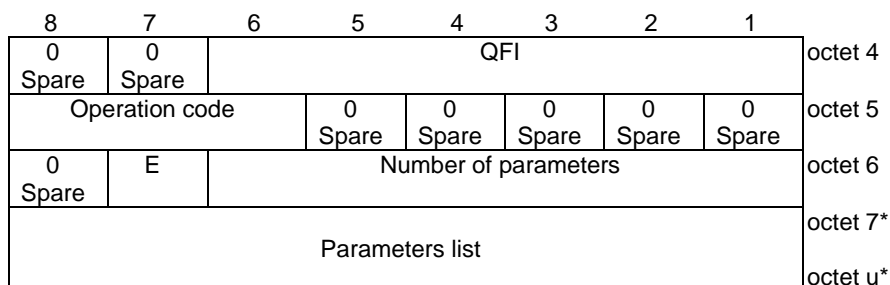 8 7 6 5 4 3 2 1
0 0 QFI octet 4
Spare Spare
Operation code 0 0 0 0 0 octet 5
Spare Spare Spare Spare Spare
0 E Number of parameters octet 6
Spare
octet 7*
Parameters list
octet u*